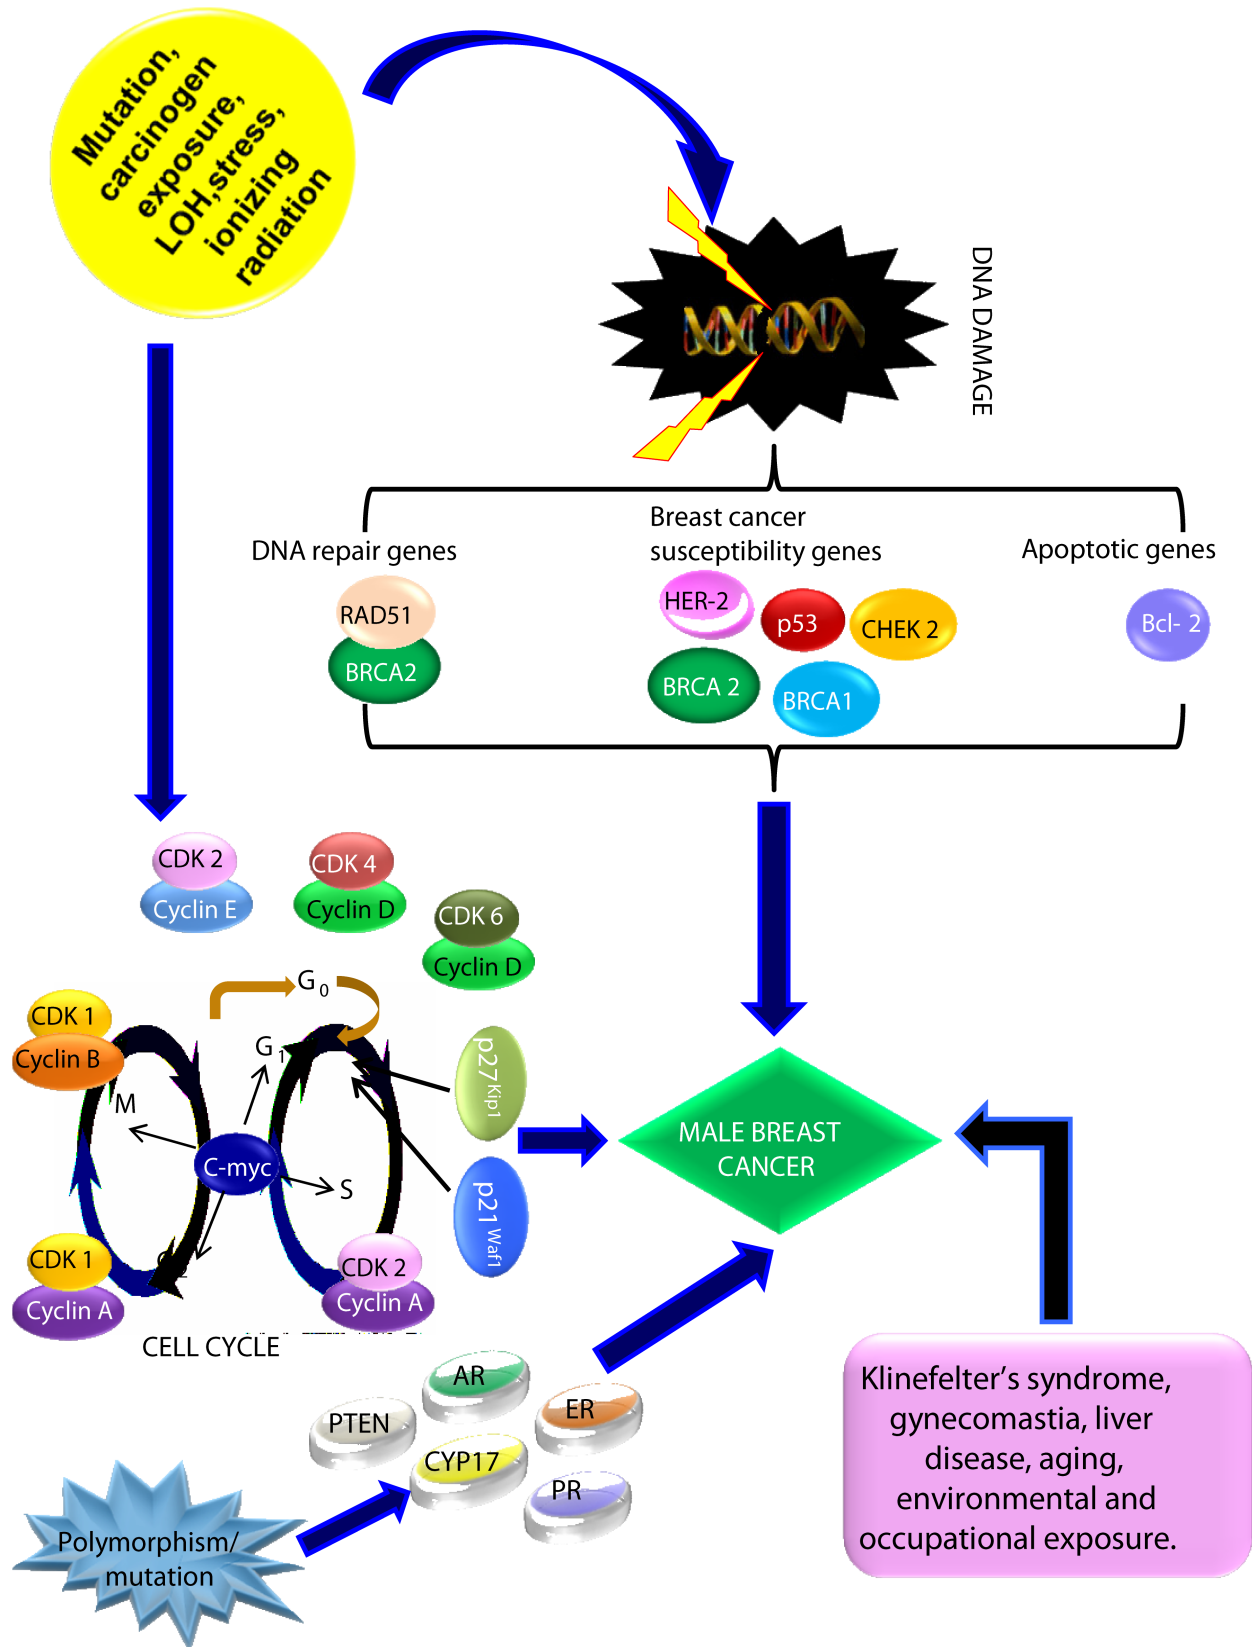 Mutation,
carcinogen
exposure,
LOH,stress,
ionizing
radiation
DNA DAMAGE
DNA repair genes
RAD51
BRCA2
Breast cancer
susceptibility genes
HER-2
p53
CHEK 2
BRCA 2
BRCA1
Apoptotic genes
Bcl- 2
CDK 2
Cyclin E
CDK 4
Cyclin D
CDK 6
Cyclin D
G0
CDK 1
Cyclin B
G1
M
C-myc
S
p27Kip1
p21Waf1
CDK 1
Cyclin A
CDK 2
Cyclin A
CELL CYCLE
MALE BREAST
CANCER
AR
PTEN
ER
CYP17
PR
Polymorphism/
mutation
Klinefelter’s syndrome,
gynecomastia, liver
disease, aging,
environmental and
occupational exposure.